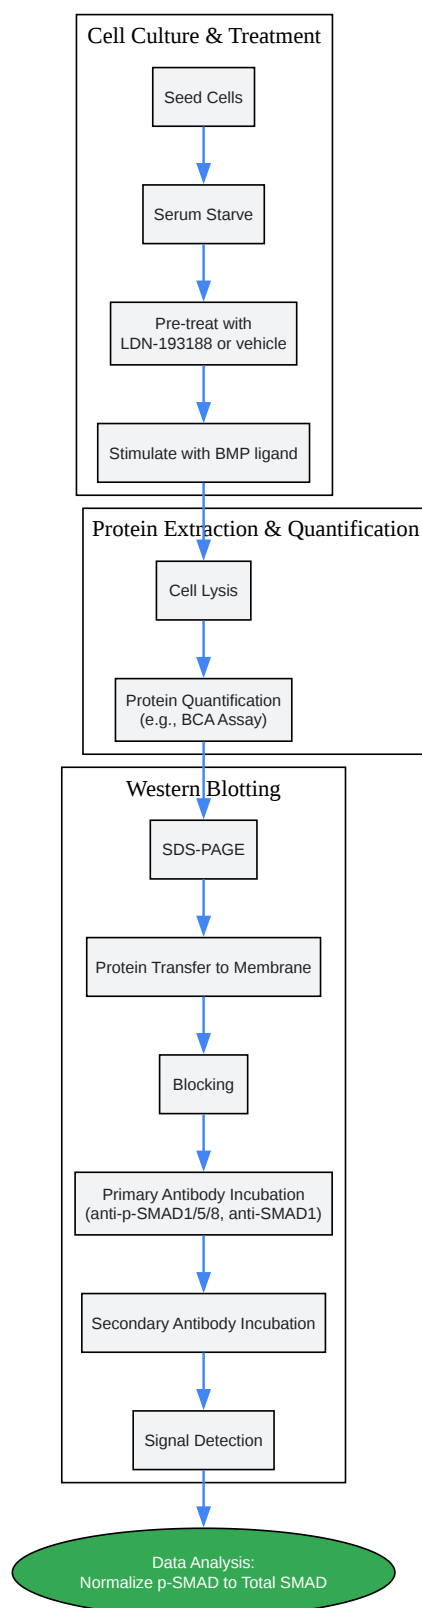 Cell Culture & Treatment
Seed Cells
Serum Starve
Pre-treat with
LDN-193188 or vehicle
Stimulate with BMP ligand
Protein Extraction & Quantification
Cell Lysis
Protein Quantification
(e.g., BCA Assay)
Western Blotting
SDS-PAGE
Protein Transfer to Membrane
Blocking
Primary Antibody Incubation
(anti-p-SMAD1/5/8, anti-SMAD1)
Secondary Antibody Incubation
Signal Detection
Data Analysis:
Normalize p-SMAD to Total SMAD